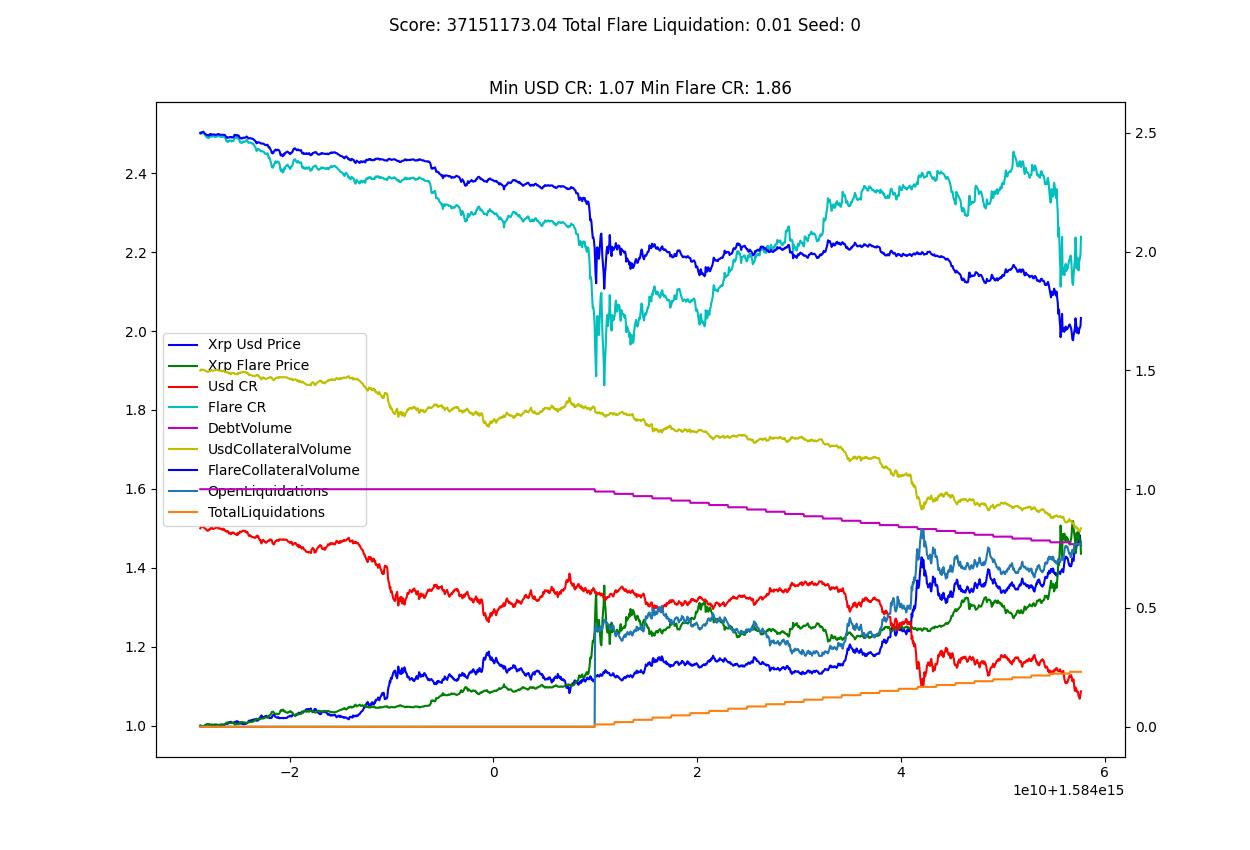 Score: 37151173.04 Total Flare Liquidation: 0.01 Seed: 0
Min USD CR: 1.07 Min Flare CR: 1.86
2.4
2.2
2.0
1.8
1.6
1.4
1.2
1.0
Xrp Usd Price
Xrp Flare Price
Usd CR
Flare CR
DebtVolume
UsdCollateralVolume
FlareCollateralVolume
OpenLiquidations
TotalLiquidations
2.5
2.0
1.5
1.0
0.5
0.0
−2 0 2 4 6
1e10+1.584e15